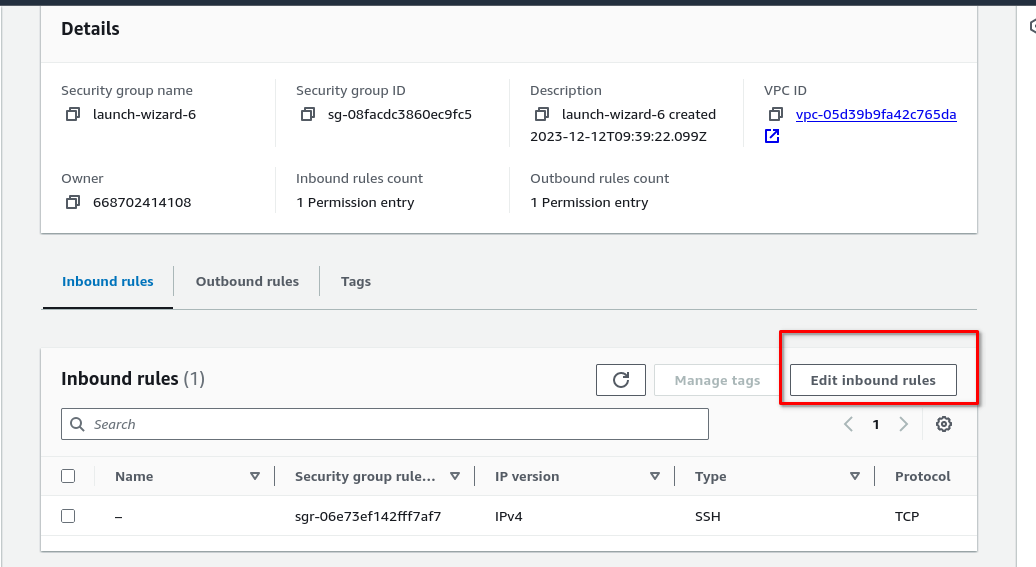 Details
Security group name
launch-wizard-6
Security group ID
sg-08facdc3860ec9fc5
Description
launch-wizard-6 created
2023-12-12T09:39:22.099Z
VPC ID
vpc-05d39b9fa42c765da
Owner
668702414108
Inbound rules count
1 Permission entry
Outbound rules count
1 Permission entry
Inbound rules
Outbound rules
Tags
Inbound rules (1)
Manage tags
Edit inbound rules
Search
1
Name
Security group rule...
IP version
Type
Protocol
–
sgr-06e73ef142fff7af7
IPv4
SSH
TCP